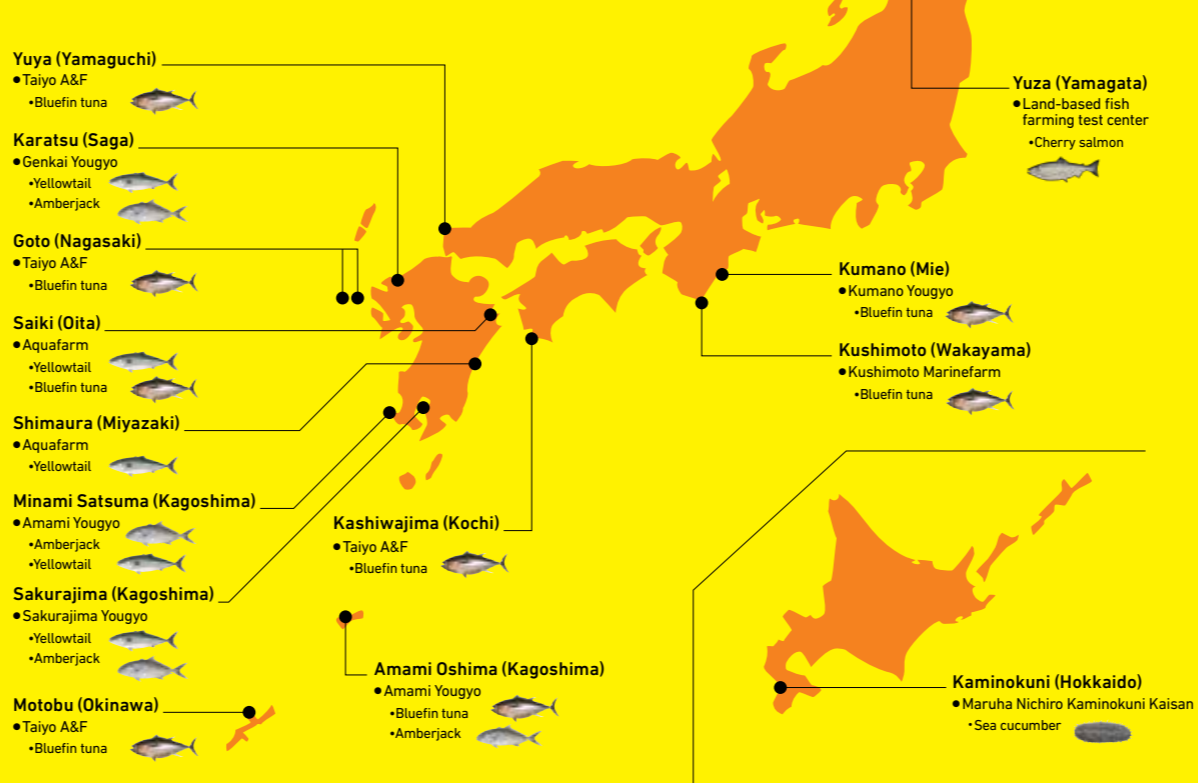 Yuya (Yamaguchi)
●Taiyo A&F
•Bluefin tuna
Karatsu (Saga)
●Genkai Yougyo
•Yellowtail
•Amberjack
Goto (Nagasaki)
●Taiyo A&F
•Bluefin tuna
Saiki (Oita)
●Aquafarm
•Yellowtail
•Bluefin tuna
Shimaura (Miyazaki)
●Aquafarm
•Yellowtail
Minami Satsuma (Kagoshima)
●Amami Yougyo
•Amberjack
•Yellowtail
Sakurajima (Kagoshima)
●Sakurajima Yougyo
•Yellowtail
•Amberjack
Motobu (Okinawa)
●Taiyo A&F
•Bluefin tuna
Kashiwajima (Kochi)
●Taiyo A&F
•Bluefin tuna
Amami Oshima (Kagoshima)
●Amami Yougyo
•Bluefin tuna
•Amberjack
Yuza (Yamagata)
●Land-based fish
farming test center
•Cherry salmon
Kumano (Mie)
●Kumano Yougyo
•Bluefin tuna
Kushimoto (Wakayama)
●Kushimoto Marinefarm
•Bluefin tuna
Kaminokuni (Hokkaido)
●Maruha Nichiro Kaminokuni Kaisan
•Sea cucumber